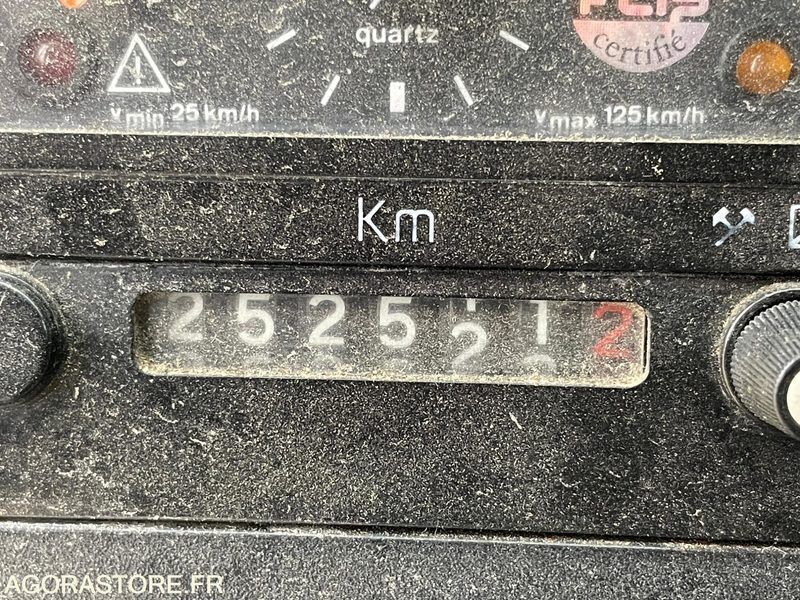 quartz
certifié
Vmin 25 km/h
Vmax 125 km/h
Km
2525212
AGORASTORE.FR